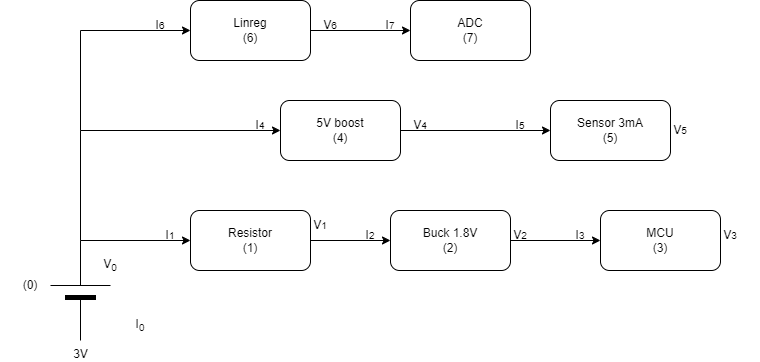 I₆
Linreg
(6)
V₆
I₇
ADC
(7)
I₄
5V boost
(4)
V₄
I₅
Sensor 3mA
(5)
V₅
I₁
Resistor
(1)
V₁
I₂
Buck 1.8V
(2)
V₂
I₃
MCU
(3)
V₃
V₀
(0)
I₀
3V